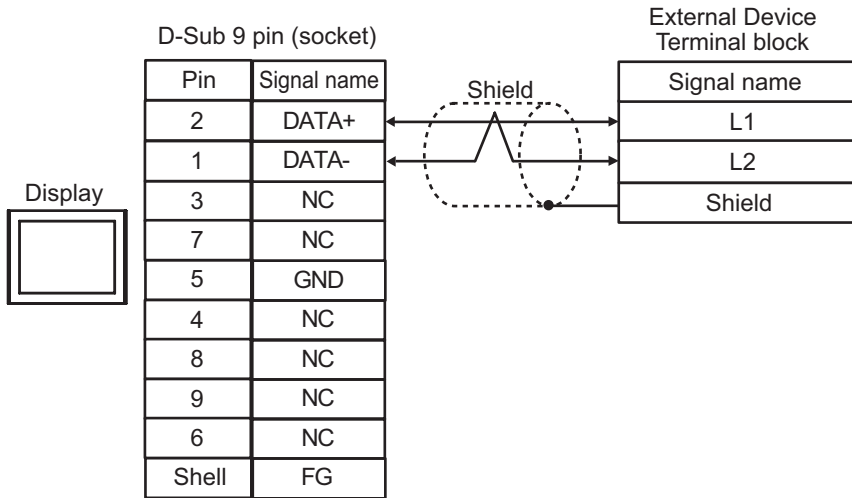 External Device
Terminal block
D-Sub 9 pin (socket)
Pin Signal name
Shield
Signal name
2 DATA+
L1
1 DATA-
L2
Display
3 NC
Shield
7 NC
5 GND
4 NC
8 NC
9 NC
6 NC
Shell FG